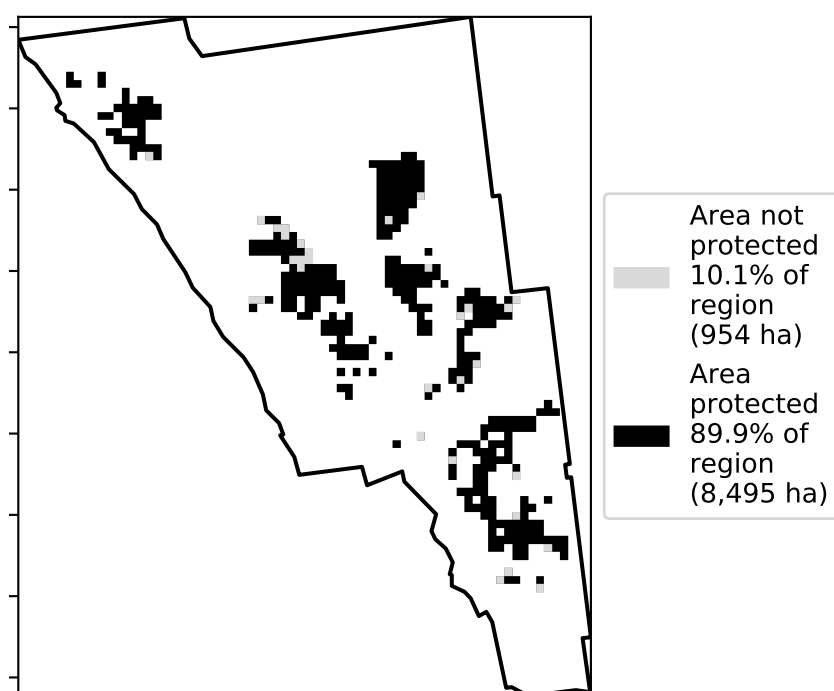 Area not
protected
10.1% of
region
(954 ha)
Area
protected
89.9% of
region
(8,495 ha)